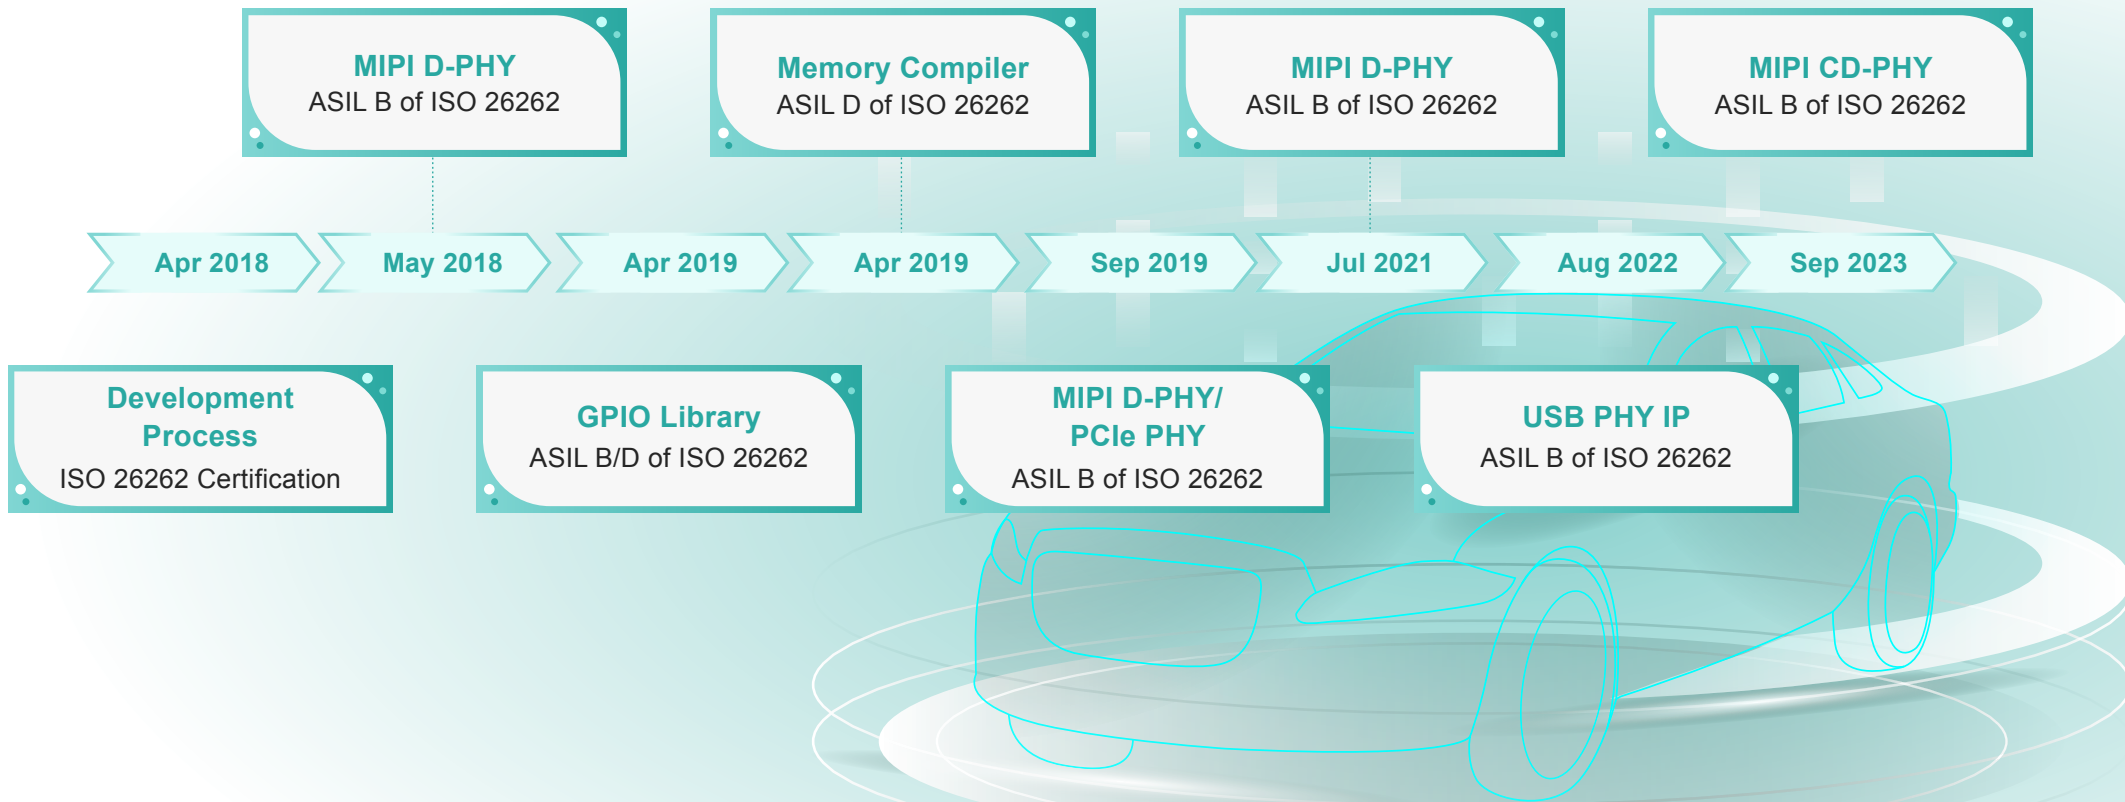 MIPI D-PHY
ASIL B of ISO 26262
Memory Compiler
ASIL D of ISO 26262
MIPI D-PHY
ASIL B of ISO 26262
MIPI CD-PHY
ASIL B of ISO 26262
Apr 2018
May 2018
Apr 2019
Apr 2019
Sep 2019
Jul 2021
Aug 2022
Sep 2023
Development
Process
ISO 26262 Certification
GPIO Library
ASIL B/D of ISO 26262
MIPI D-PHY/
PCIe PHY
ASIL B of ISO 26262
USB PHY IP
ASIL B of ISO 26262